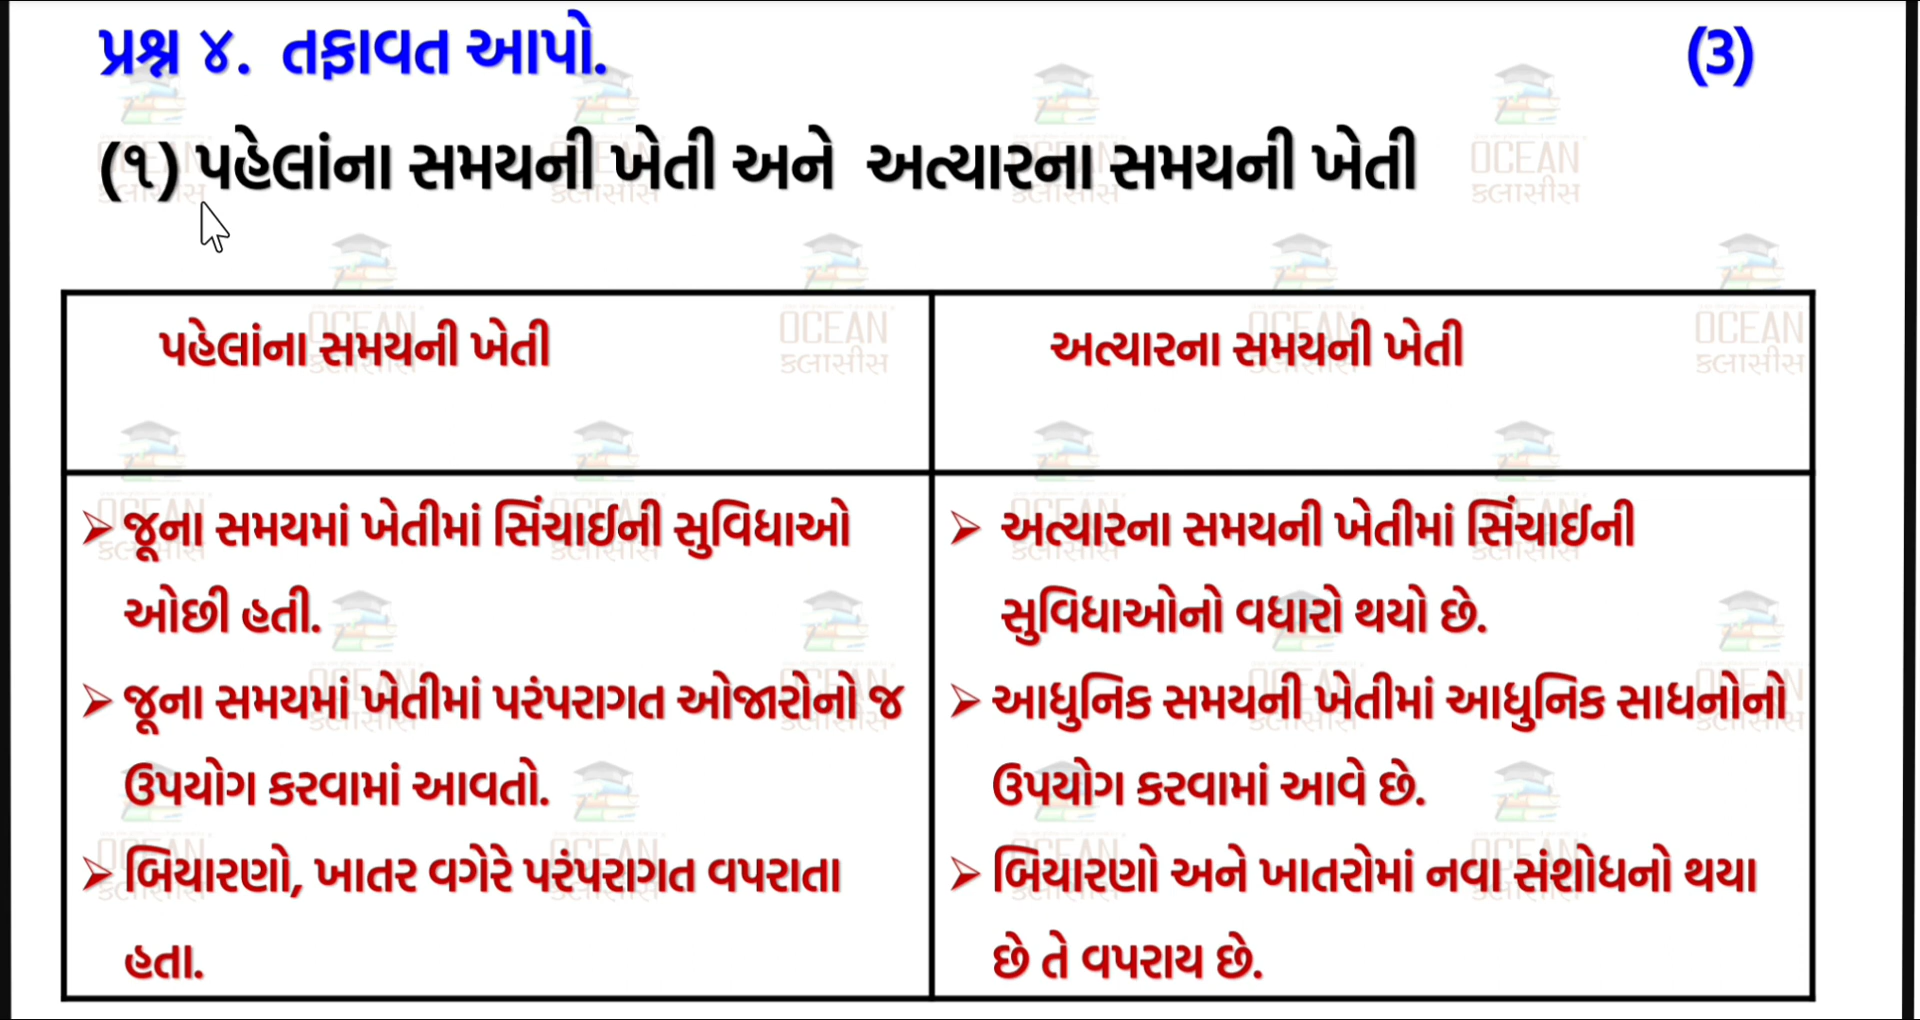 પ્રશ્ન ૪. તફાવત આપો. (3)
(૧) પહેલાંના સમયની ખેતી અને અત્યારના સમયની ખેતી
પહેલાંના સમયની ખેતી
અત્યારના સમયની ખેતી
➢ જૂના સમયમાં ખેતીમાં સિંચાઈની સુવિધાઓ
ઓછી હતી.
➢ જૂના સમયમાં ખેતીમાં પરંપરાગત ઓજારોનો જ
ઉપયોગ કરવામાં આવતો.
➢ બિયારણો, ખાતર વગેરે પરંપરાગત વપરાતા
હતા.
➢ અત્યારના સમયની ખેતીમાં સિંચાઈની
સુવિધાઓનો વધારો થયો છે.
➢ આધુનિક સમયની ખેતીમાં આધુનિક સાધનોનો
ઉપયોગ કરવામાં આવે છે.
➢ બિયારણો અને ખાતરોમાં નવા સંશોધનો થયા
છે તે વપરાય છે.
OCEAN
ક્લાસીસ